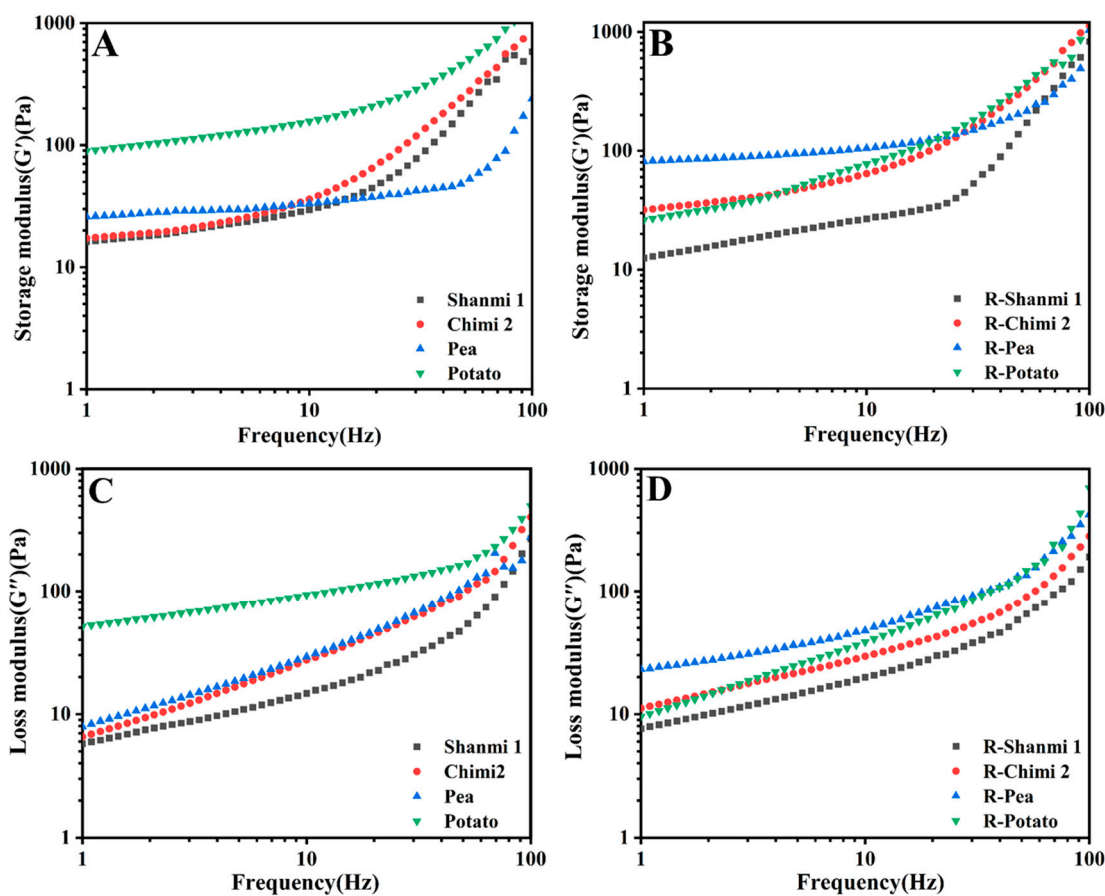 A
Storage modulus(G′)(Pa)
1000
100
10
1
Shanmi 1
Chimi 2
Pea
Potato
1
10
100
Frequency(Hz)
B
Storage modulus(G′)(Pa)
1000
100
10
1
R-Shanmi 1
R-Chimi 2
R-Pea
R-Potato
1
10
100
Frequency(Hz)
C
Loss modulus(G″)(Pa)
1000
100
10
1
Shanmi 1
Chimi2
Pea
Potato
1
10
100
Frequency(Hz)
D
Loss modulus(G″)(Pa)
1000
100
10
1
R-Shanmi 1
R-Chimi 2
R-Pea
R-Potato
1
10
100
Frequency(Hz)